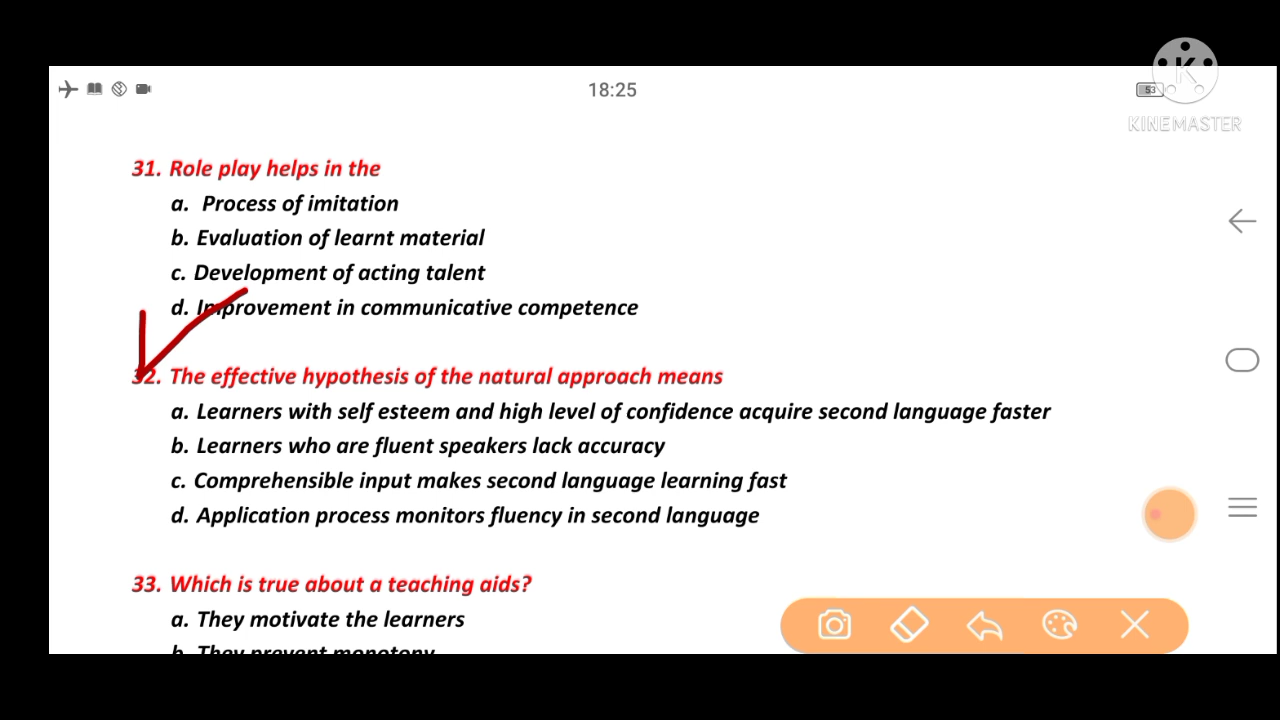 18:25
53
KINEMASTER
31. Role play helps in the
a. Process of imitation
b. Evaluation of learnt material
c. Development of acting talent
d. Improvement in communicative competence
32. The effective hypothesis of the natural approach means
a. Learners with self esteem and high level of confidence acquire second language faster
b. Learners who are fluent speakers lack accuracy
c. Comprehensible input makes second language learning fast
d. Application process monitors fluency in second language
33. Which is true about a teaching aids?
a. They motivate the learners
b. They prevent monotony